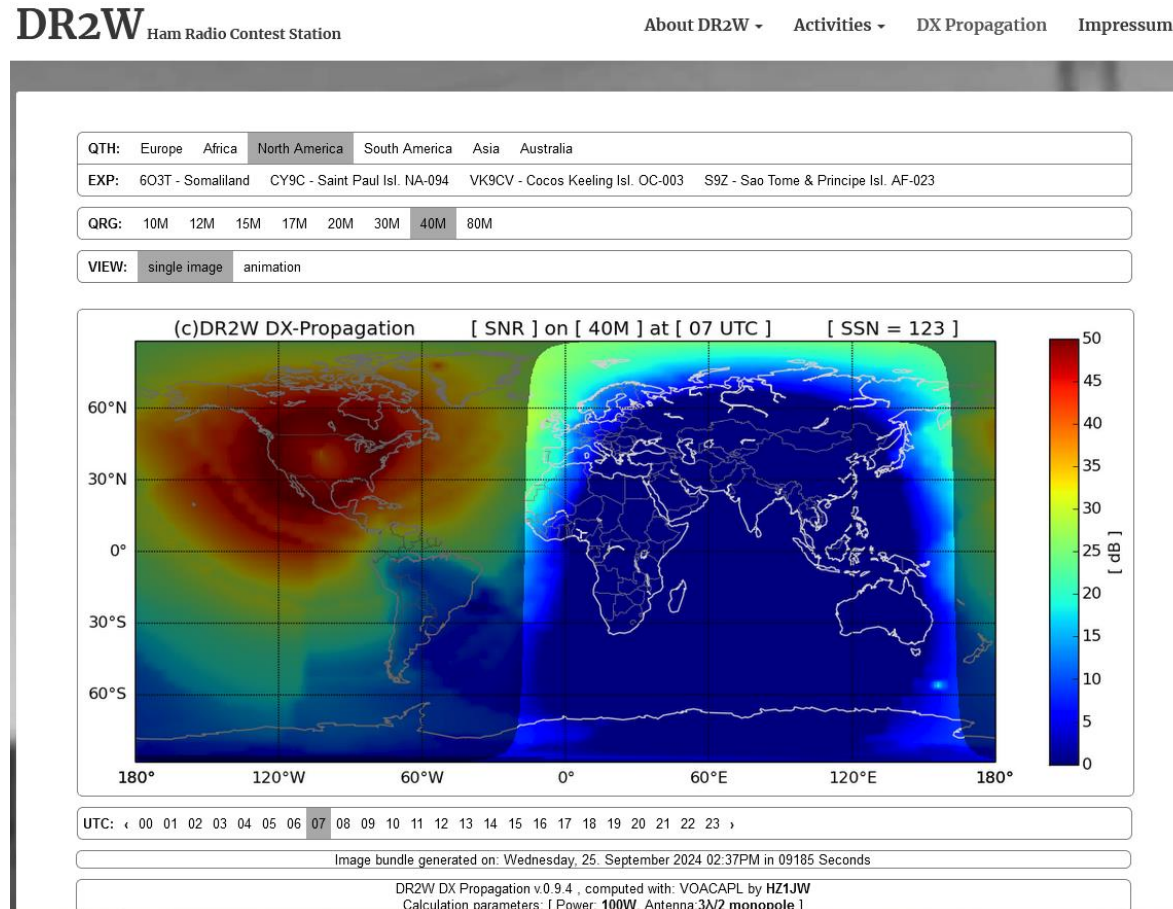 DR2W Ham Radio Contest Station
About DR2W Activities DX Propagation Impressum
QTH: Europe Africa North America South America Asia Australia
EXP: 6O3T - Somaliland CY9C - Saint Paul Isl. NA-094 VK9CV - Cocos Keeling Isl. OC-003 S9Z - Sao Tome & Principe Isl. AF-023
QRG: 10M 12M 15M 17M 20M 30M 40M 80M
VIEW: single image animation
(c)DR2W DX-Propagation [ SNR ] on [ 40M ] at [ 07 UTC ] [ SSN = 123 ]
50
45
40
35
30
25
20
15
10
5
0
[ dB ]
60°N
30°N
0°
30°S
60°S
180° 120°W 60°W 0° 60°E 120°E 180°
UTC: ‹ 00 01 02 03 04 05 06 07 08 09 10 11 12 13 14 15 16 17 18 19 20 21 22 23 ›
Image bundle generated on: Wednesday, 25. September 2024 02:37PM in 09185 Seconds
DR2W DX Propagation v.0.9.4 , computed with: VOACAPL by HZ1JW
Calculation parameters: [ Power: 100W, Antenna:3λ/2 monopole ]